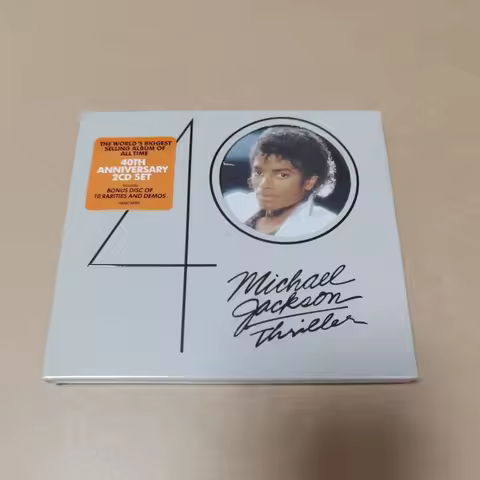 THE WORLD'S BIGGEST
SELLING ALBUM OF
ALL TIME
40TH
ANNIVERSARY
2CD SET
BONUS DISC OF
10 RARITIES AND DEMOS
40
Michael
Jackson
Thriller